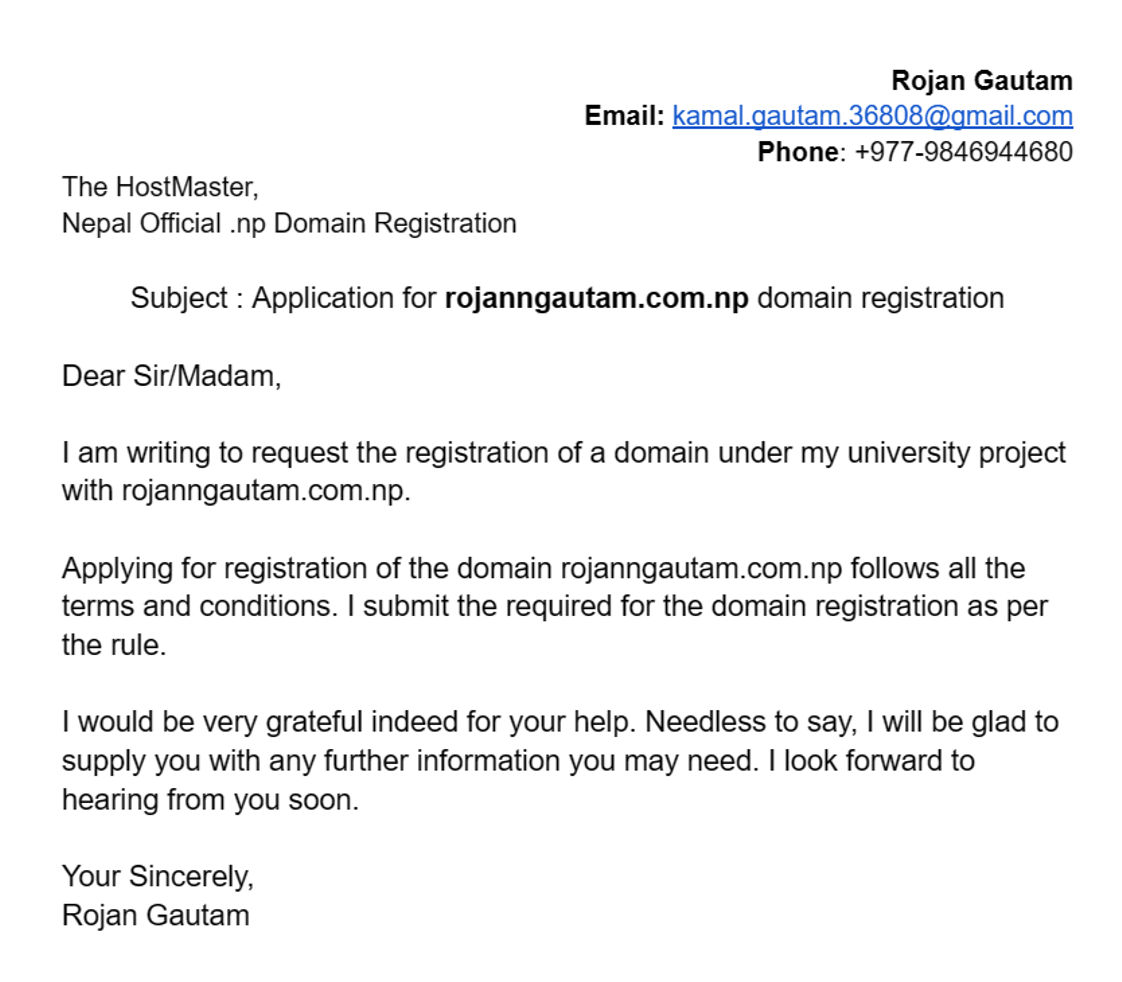 Rojan Gautam
Email: kamal.gautam.36808@gmail.com
Phone: +977-9846944680
The HostMaster,
Nepal Official .np Domain Registration
Subject : Application for rojanngautam.com.np domain registration
Dear Sir/Madam,
I am writing to request the registration of a domain under my university project
with rojanngautam.com.np.
Applying for registration of the domain rojanngautam.com.np follows all the
terms and conditions. I submit the required for the domain registration as per
the rule.
I would be very grateful indeed for your help. Needless to say, I will be glad to
supply you with any further information you may need. I look forward to
hearing from you soon.
Your Sincerely,
Rojan Gautam